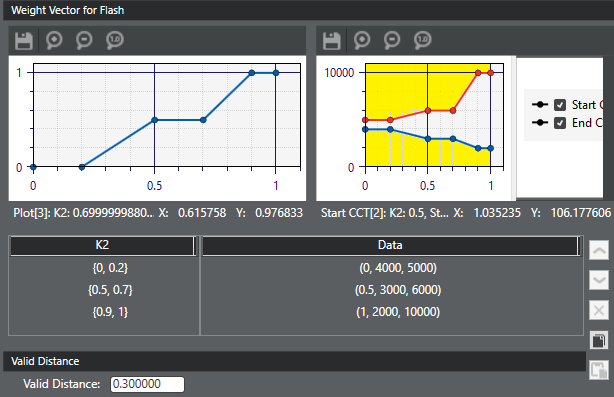 Weight Vector for Flash
1.0 1.0
1 10000
0 0
0 0.5 1 0 0.5 1
Start C
End C
Plot[3]: K2: 0.6999999880... X: 0.615758 Y: 0.976833 Start CCT[2]: K2: 0.5, St... X: 1.035235 Y: 106.177606
K2 Data
{0, 0.2} (0, 4000, 5000)
{0.5, 0.7} (0.5, 3000, 6000)
{0.9, 1} (1, 2000, 10000)
Valid Distance
Valid Distance: 0.300000